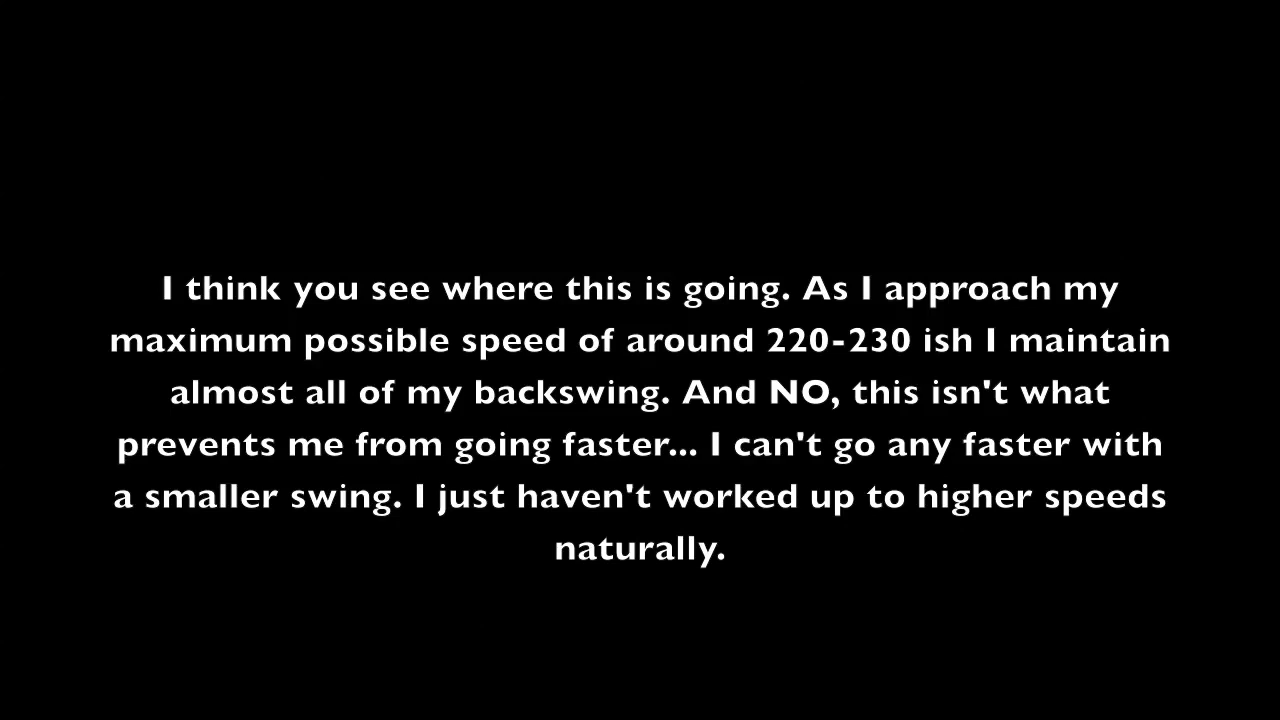 I think you see where this is going. As I approach my
maximum possible speed of around 220-230 ish I maintain
almost all of my backswing. And NO, this isn't what
prevents me from going faster... I can't go any faster with
a smaller swing. I just haven't worked up to higher speeds
naturally.